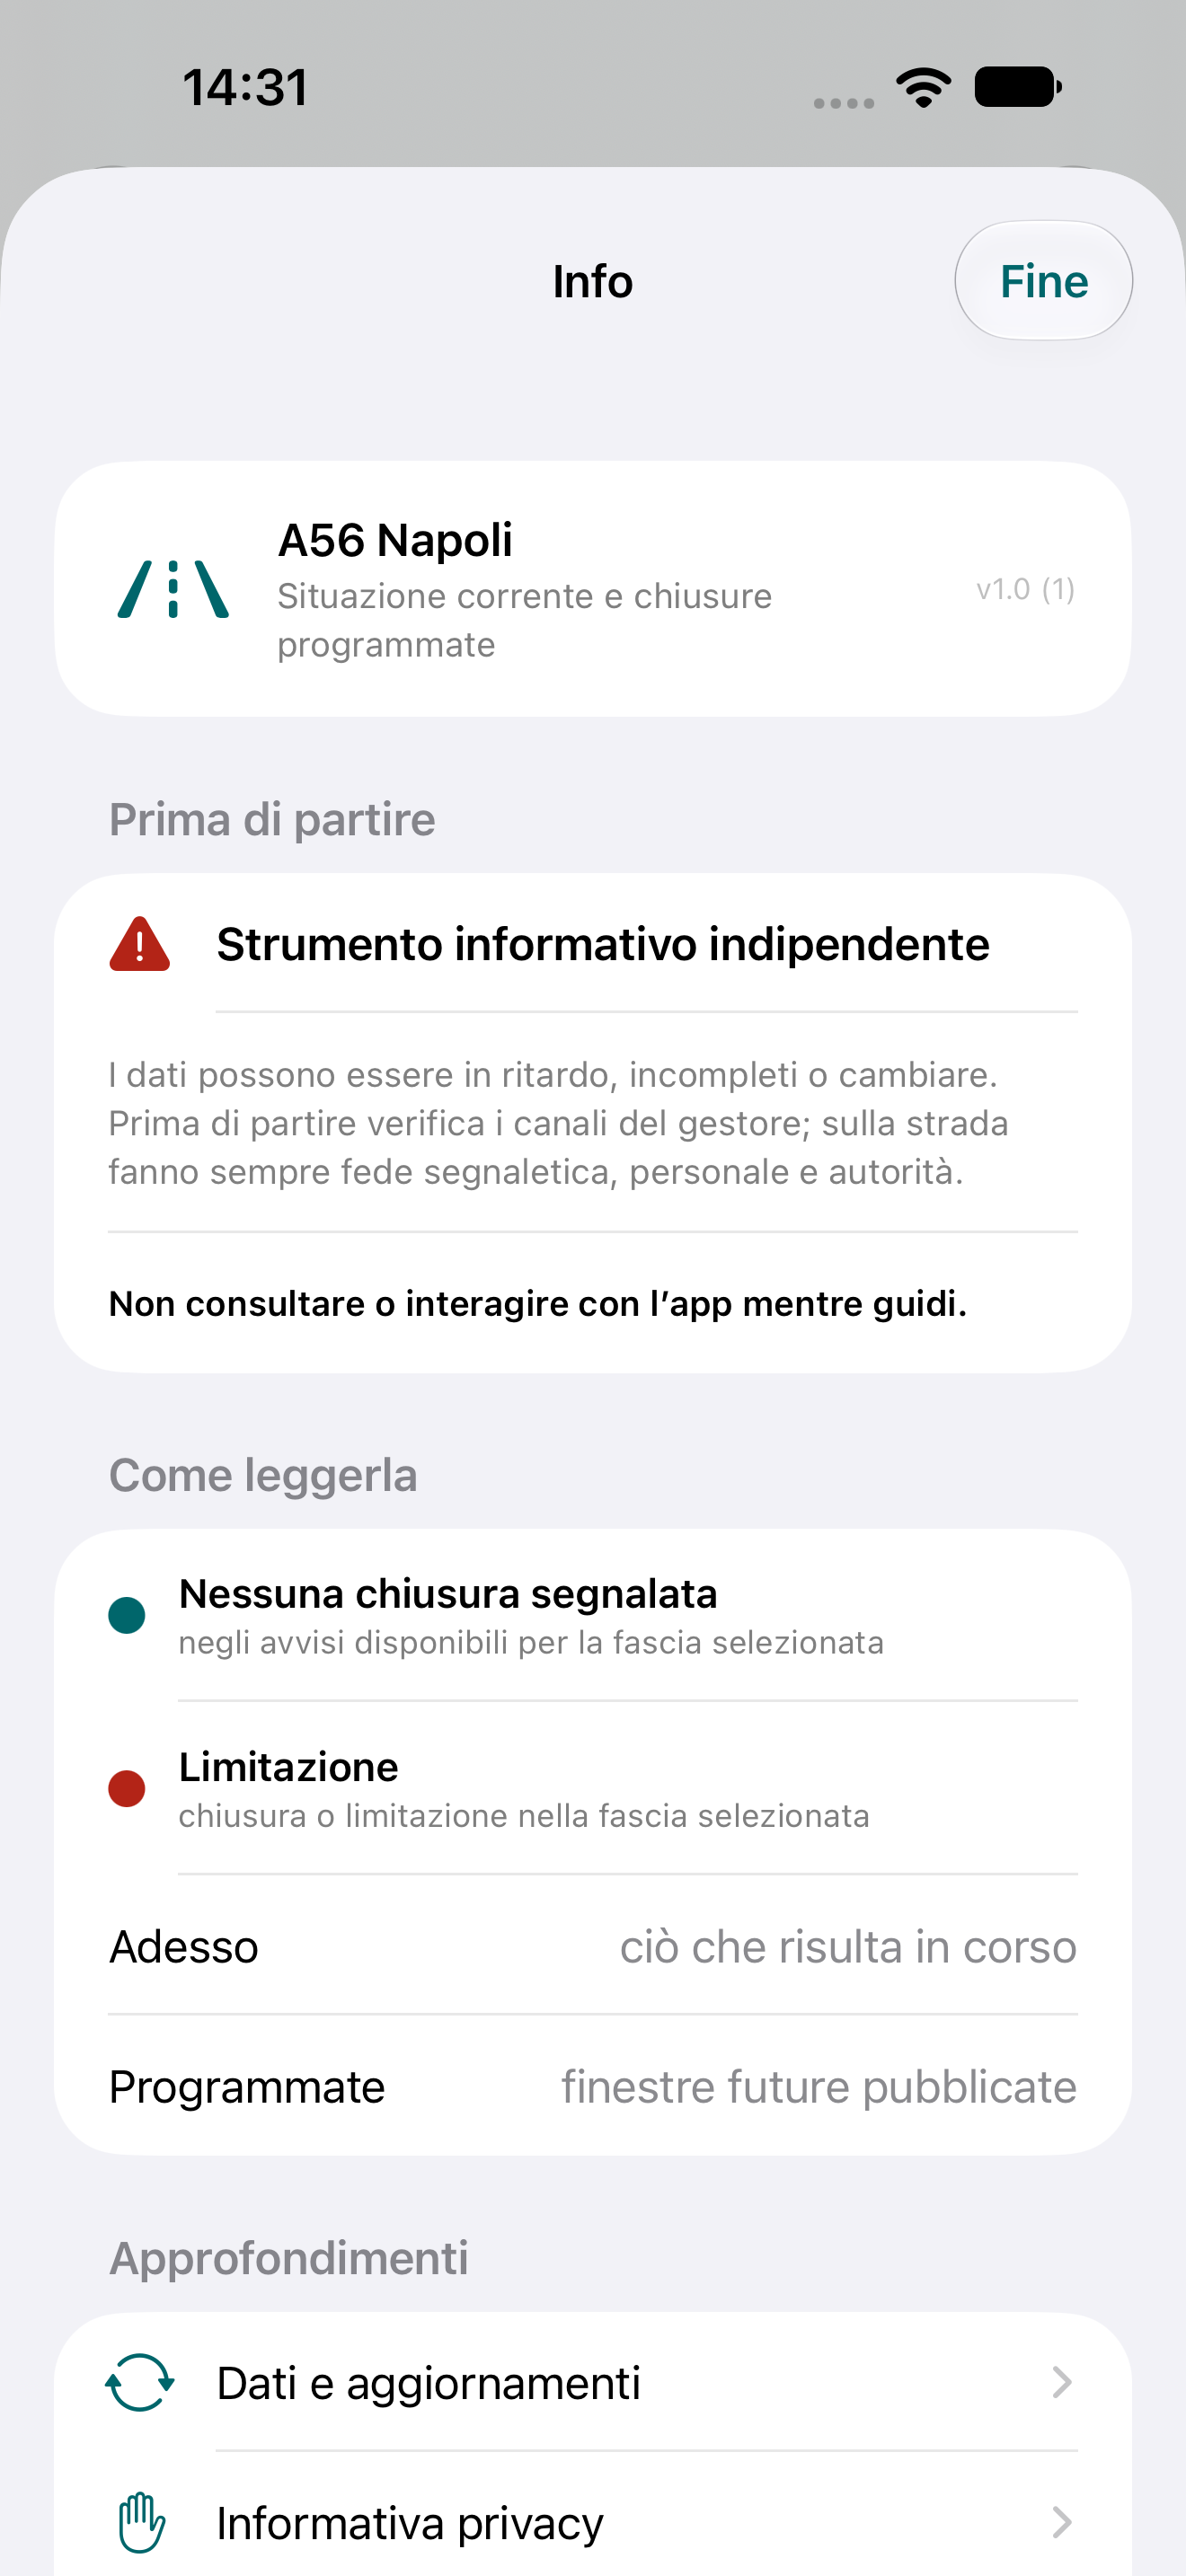 14:31
Info
Fine
A56 Napoli
Situazione corrente e chiusure
programmate
v1.0 (1)
Prima di partire
Strumento informativo indipendente
I dati possono essere in ritardo, incompleti o cambiare.
Prima di partire verifica i canali del gestore; sulla strada
fanno sempre fede segnaletica, personale e autorità.
Non consultare o interagire con l’app mentre guidi.
Come leggerla
Nessuna chiusura segnalata
negli avvisi disponibili per la fascia selezionata
Limitazione
chiusura o limitazione nella fascia selezionata
Adesso
ciò che risulta in corso
Programmate
finestre future pubblicate
Approfondimenti
Dati e aggiornamenti
Informativa privacy